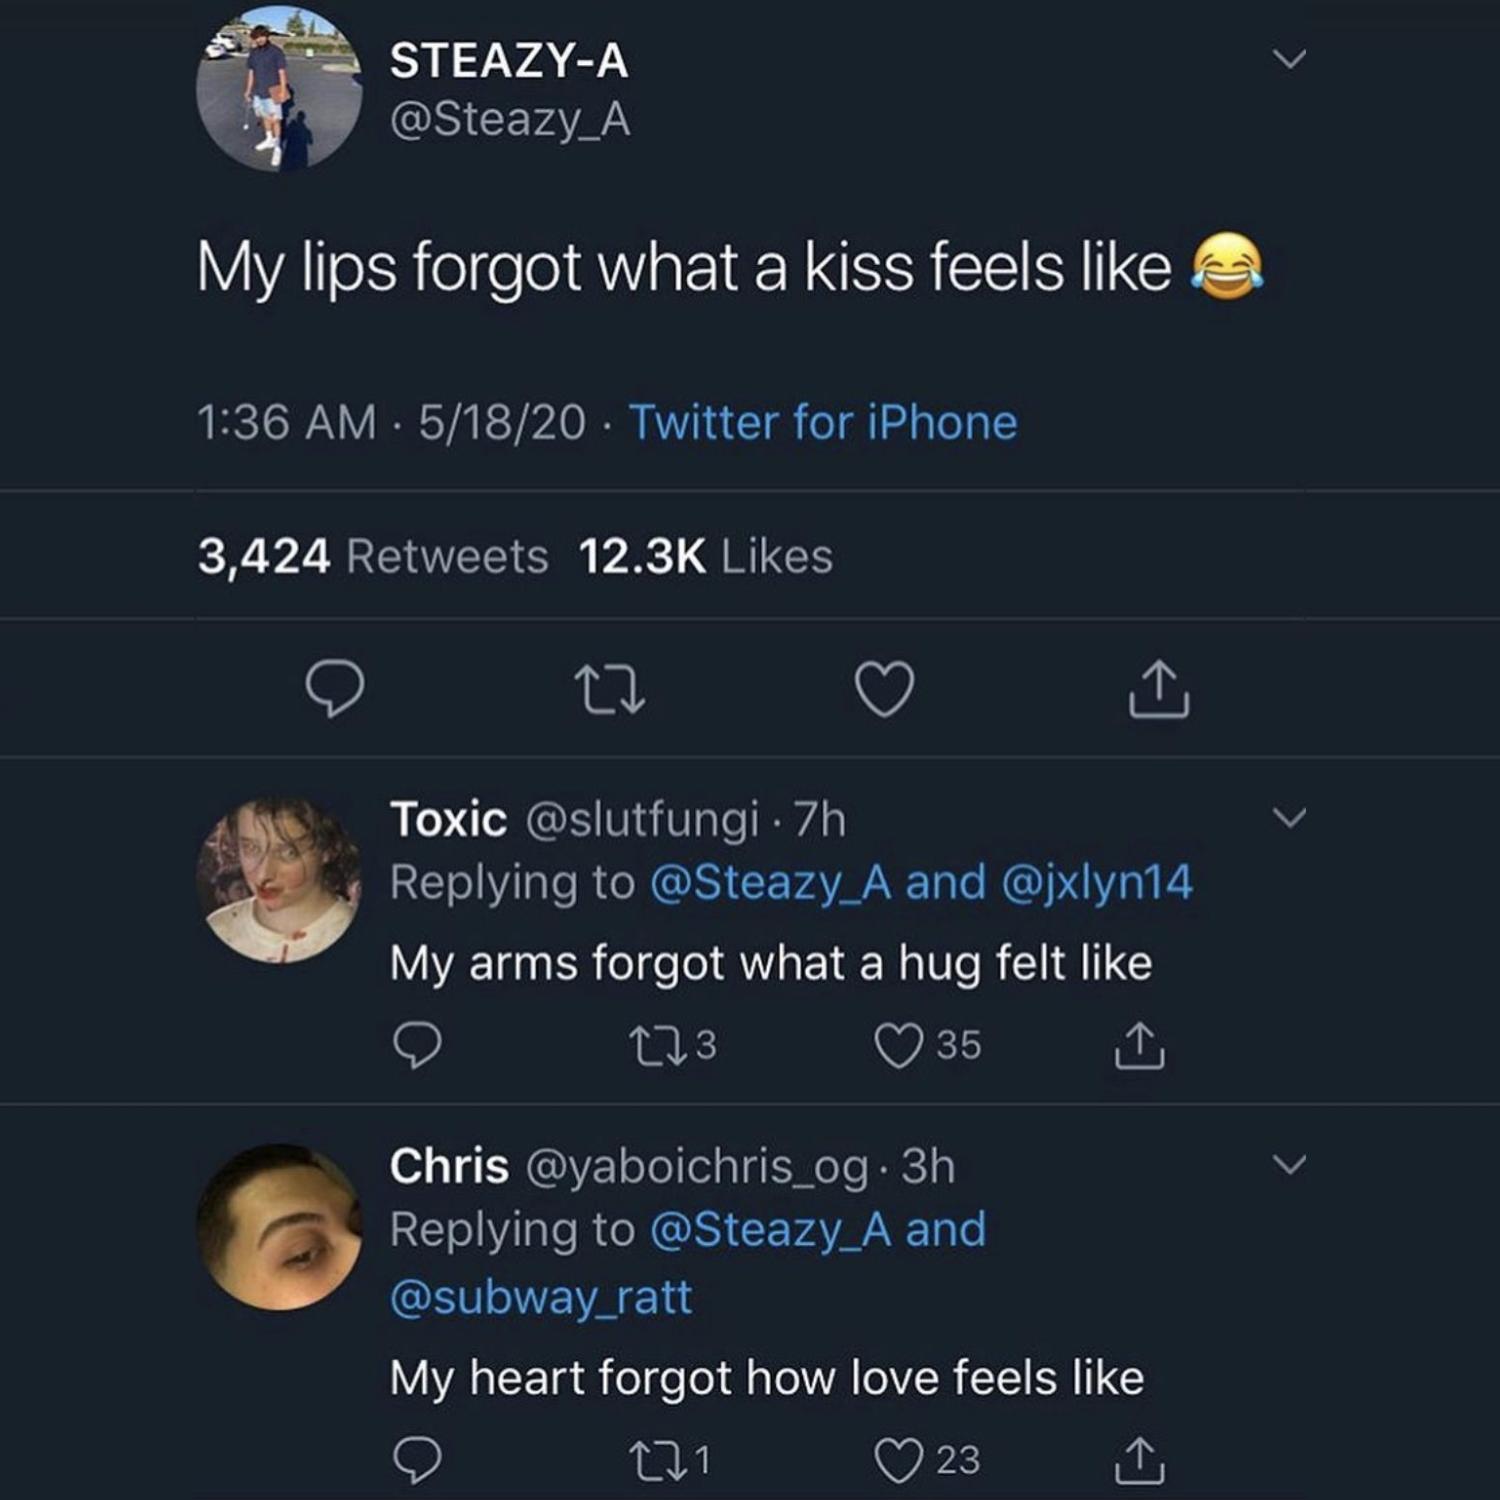 STEAZY-A
@Steazy_A
My lips forgot what a kiss feels like 😂
1:36 AM · 5/18/20 · Twitter for iPhone
3,424 Retweets 12.3K Likes
Toxic @slutfungi · 7h
Replying to @Steazy_A and @jxlyn14
My arms forgot what a hug felt like
3 35
Chris @yaboichris_og · 3h
Replying to @Steazy_A and
@subway_ratt
My heart forgot how love feels like
1 23